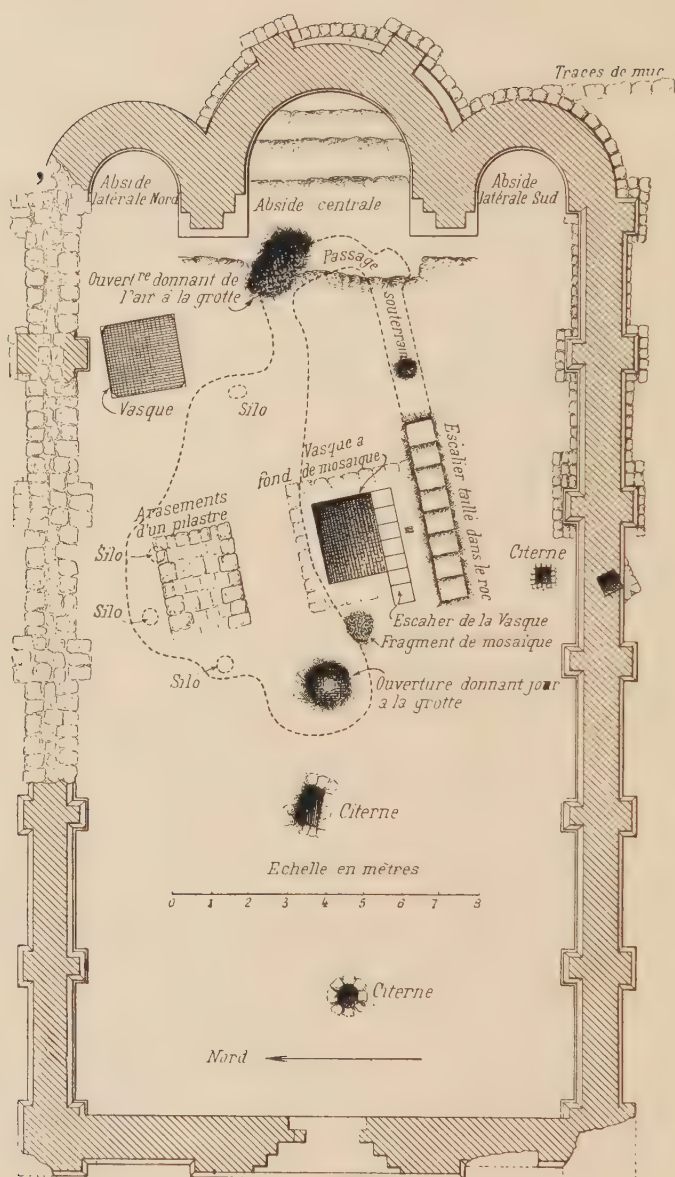 Traces de mur
Abside
latérale Nord
Abside centrale
Abside
latérale Sud
Passage
souterrain
Ouvertre donnant de
l'air à la grotte
Vasque
Silo
Vasque a
fond de mosaique
Escalier taillé dans le roc
Arasements
d'un pilastre
Silo
Silo
Silo
a
Citerne
Escalier de la Vasque
Fragment de mosaique
Ouverture donnant jour
a la grotte
Citerne
Echelle en mètres
0 1 2 3 4 5 6 7 8
Citerne
Nord